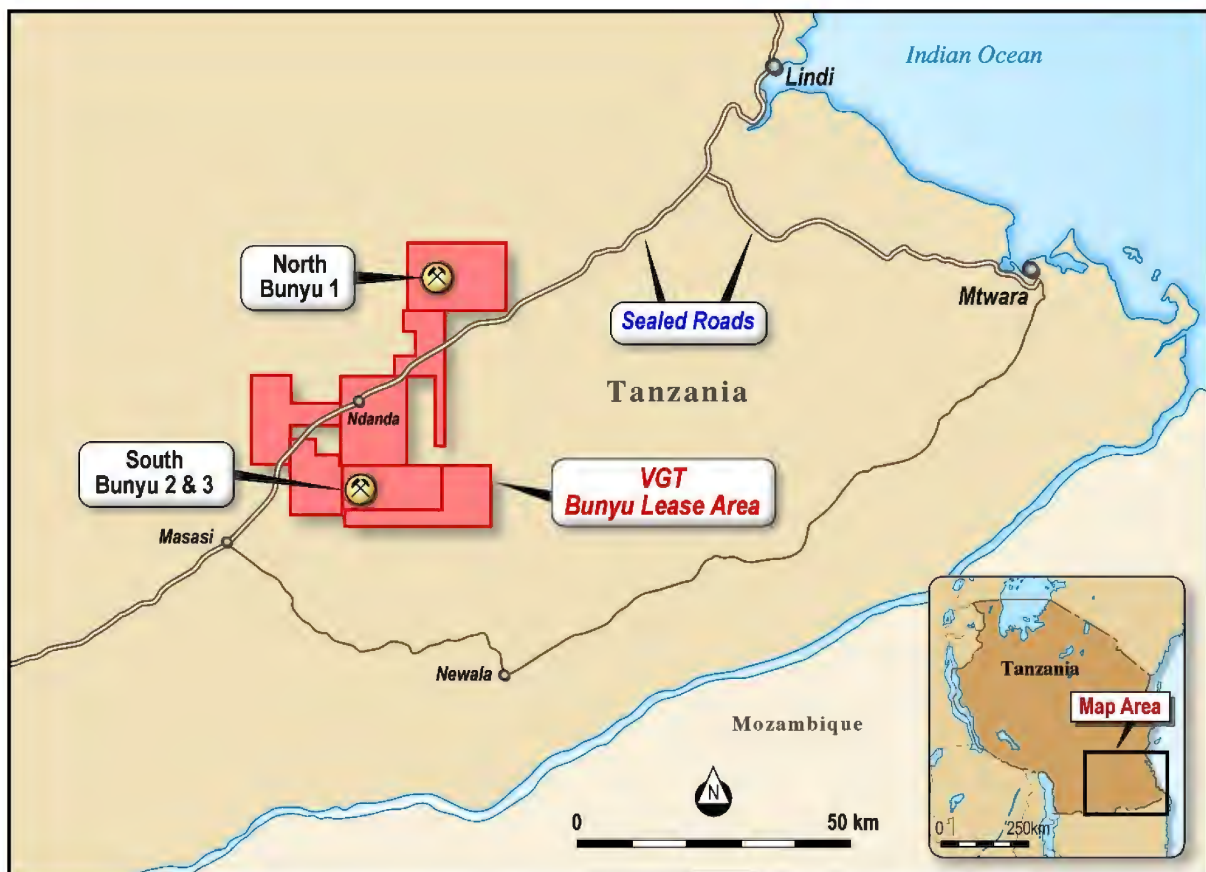 Indian Ocean
Lindi
North
Bunyu 1
Mtwara
Sealed Roads
Tanzania
Ndanda
South
Bunyu 2 & 3
VGT
Bunyu Lease Area
Masasi
Newala
Mozambique
N
0
50 km
Tanzania
Map Area
0
250km